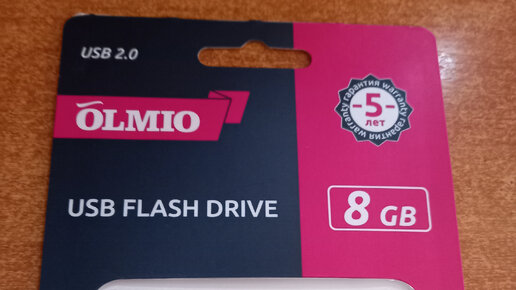 USB 2.0
OLMIO
warranty гарантия warranty гарантия
-5-
лет
USB FLASH DRIVE
8 GB